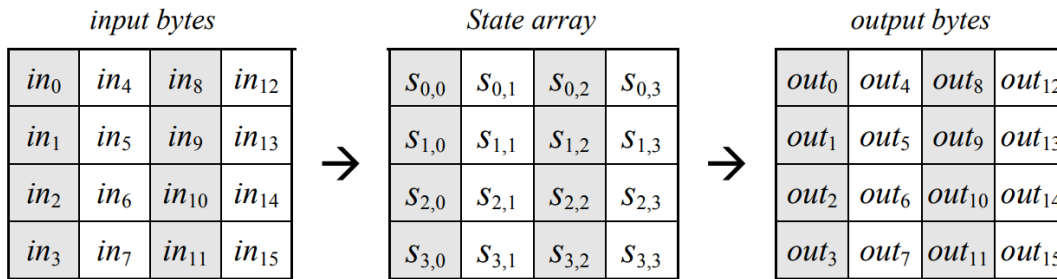 input bytes State array output bytes
in0 in4 in8 in12 s0,0 s0,1 s0,2 s0,3 out0 out4 out8 out12
in1 in5 in9 in13 s1,0 s1,1 s1,2 s1,3 out1 out5 out9 out13
in2 in6 in10 in14 s2,0 s2,1 s2,2 s2,3 out2 out6 out10 out14
in3 in7 in11 in15 s3,0 s3,1 s3,2 s3,3 out3 out7 out11 out15